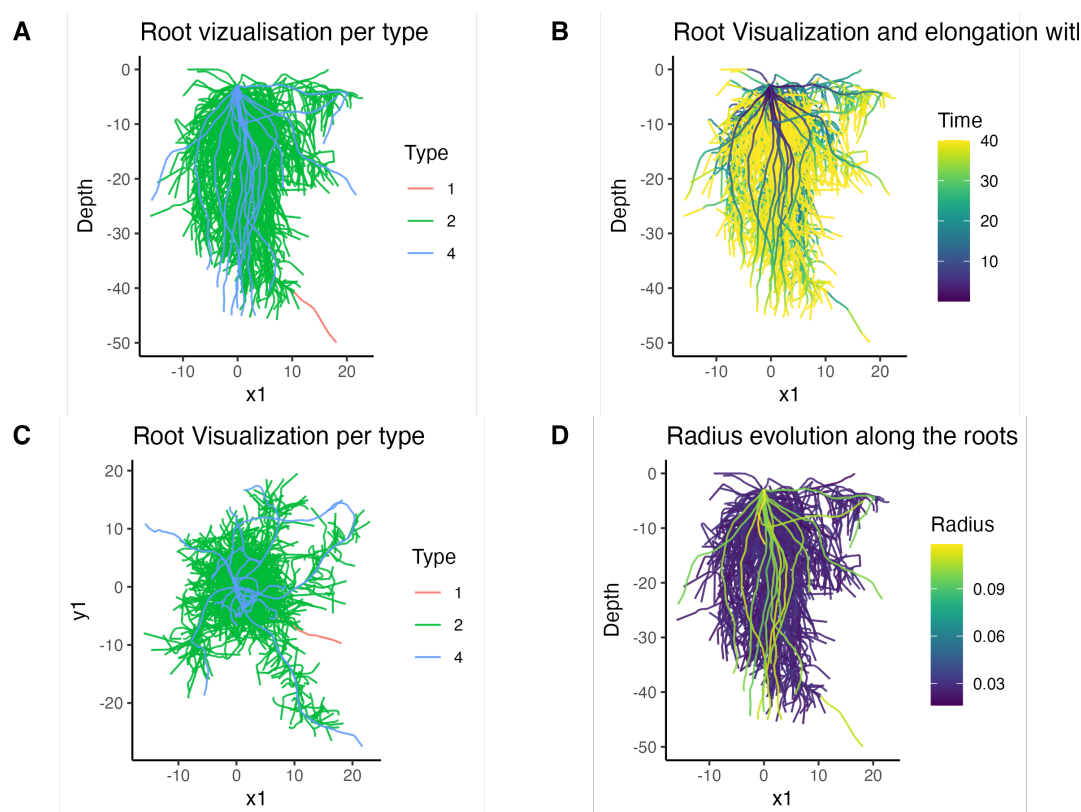 A
Root vizualisation per type
0
-10
-20
-30
-40
-50
Depth
-10 0 10 20
x1
Type
1
2
4
B
Root Visualization and elongation with
0
-10
-20
-30
-40
-50
Depth
-10 0 10 20
x1
Time
40
30
20
10
C
Root Visualization per type
20
10
0
-10
-20
y1
-10 0 10 20
x1
Type
1
2
4
D
Radius evolution along the roots
0
-10
-20
-30
-40
-50
Depth
-10 0 10 20
x1
Radius
0.09
0.06
0.03